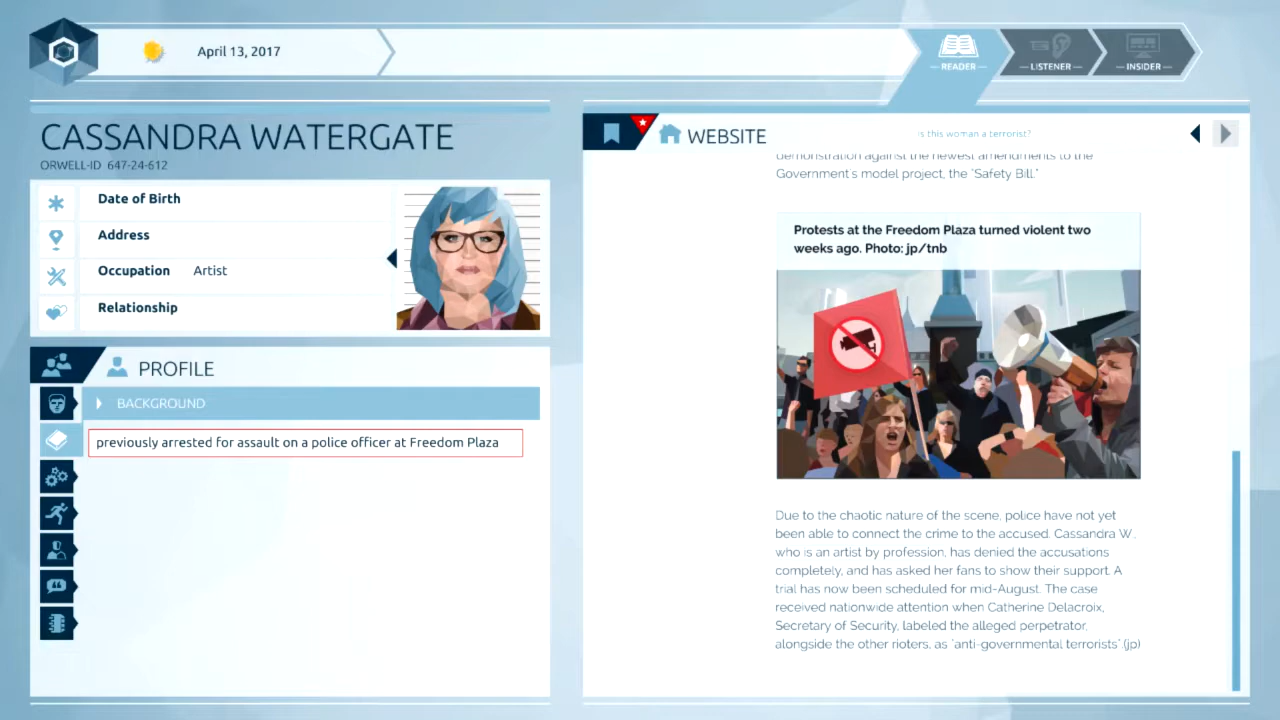 April 13, 2017
READER
LISTENER
INSIDER
CASSANDRA WATERGATE
ORWELL-ID 647-24-612
Date of Birth
Address
Occupation Artist
Relationship
PROFILE
BACKGROUND
previously arrested for assault on a police officer at Freedom Plaza
WEBSITE
Is this woman a terrorist?
demonstration against the newest amendments to the
Government's model project, the "Safety Bill."
Protests at the Freedom Plaza turned violent two
weeks ago. Photo: jp/tnb
Due to the chaotic nature of the scene, police have not yet
been able to connect the crime to the accused. Cassandra W.,
who is an artist by profession, has denied the accusations
completely, and has asked her fans to show their support. A
trial has now been scheduled for mid-August. The case
received nationwide attention when Catherine Delacroix,
Secretary of Security, labeled the alleged perpetrator,
alongside the other rioters, as "anti-governmental terrorists".(jp)